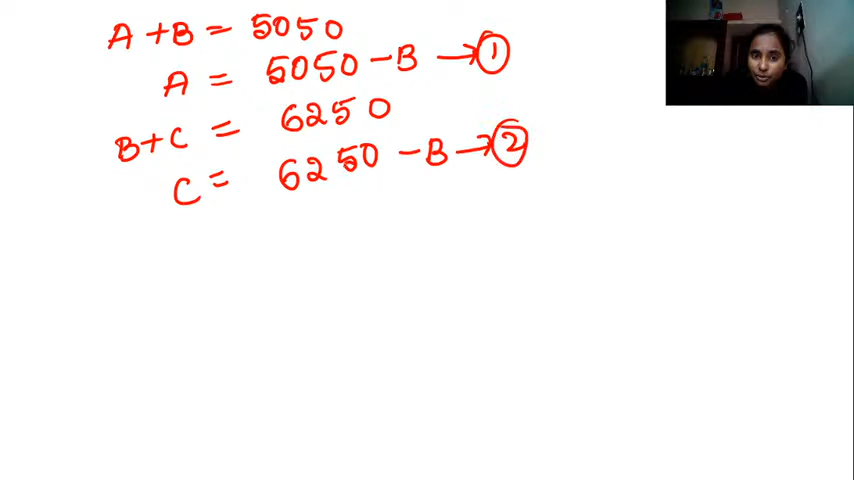 A + B = 5050
A = 5050 - B → ①
B + C = 6250
C = 6250 - B → ②